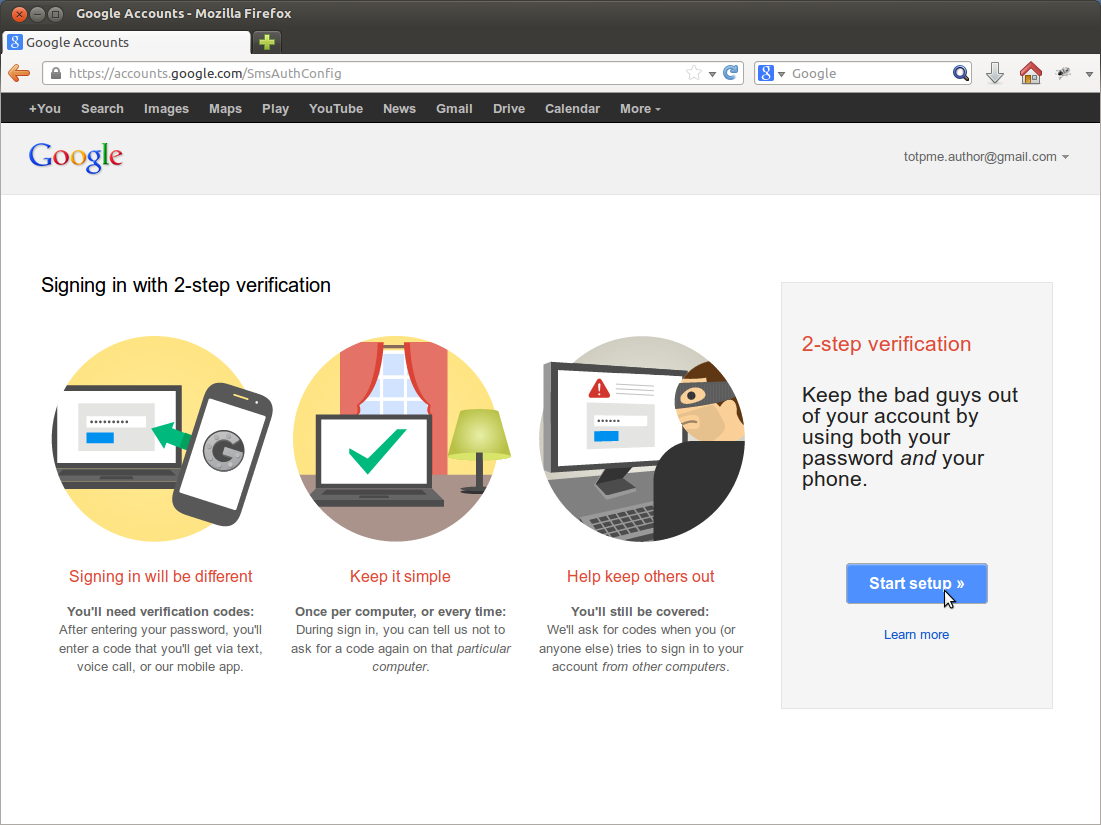 Google Accounts - Mozilla Firefox
Google Accounts
https://accounts.google.com/SmsAuthConfig
8 Google
+You Search Images Maps Play YouTube News Gmail Drive Calendar More
Google
totpme.author@gmail.com
Signing in with 2-step verification
Signing in will be different
You'll need verification codes:
After entering your password, you'll
enter a code that you'll get via text,
voice call, or our mobile app.
Keep it simple
Once per computer, or every time:
During sign in, you can tell us not to
ask for a code again on that particular
computer.
Help keep others out
You'll still be covered:
We'll ask for codes when you (or
anyone else) tries to sign in to your
account from other computers.
2-step verification
Keep the bad guys out
of your account by
using both your
password and your
phone.
Start setup »
Learn more